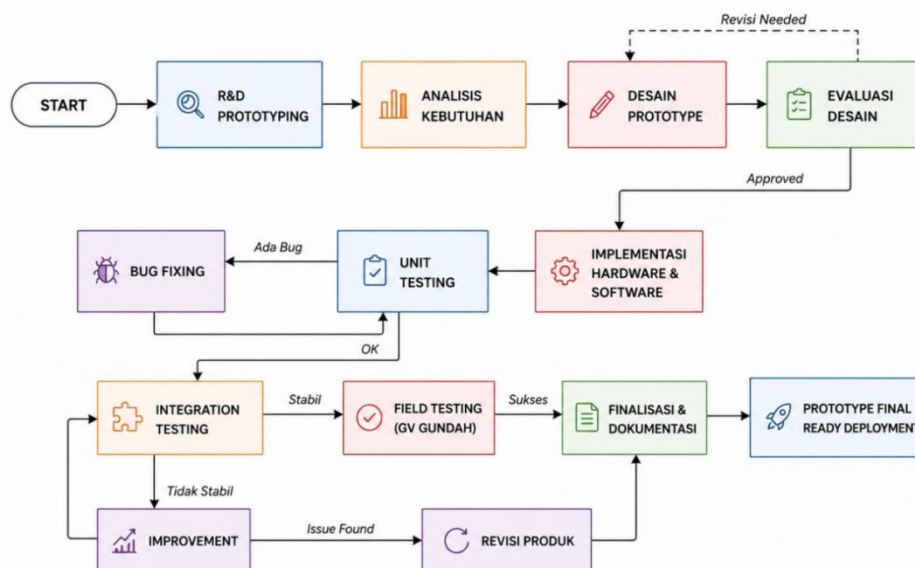 Revisi Needed
START
R&D
PROTOTYPING
ANALISIS
KEBUTUHAN
DESAIN
PROTOTYPE
EVALUASI
DESAIN
Approved
BUG FIXING
Ada Bug
UNIT
TESTING
IMPLEMENTASI
HARDWARE &
SOFTWARE
OK
INTEGRATION
TESTING
Stabil
FIELD TESTING
(GV GUNDAH)
Sukses
FINALISASI &
DOKUMENTASI
PROTOTYPE FINAL
READY DEPLOYMENT
Tidak Stabil
IMPROVEMENT
Issue Found
REVISI PRODUK